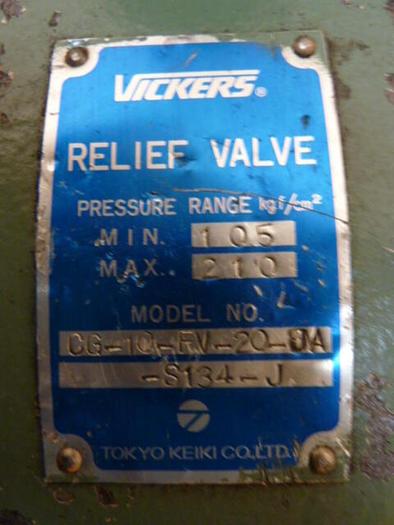 VICKERS®
RELIEF VALVE
PRESSURE RANGE kgf/cm²
MIN. 105
MAX. 210
MODEL NO.
-S134-J
TOKYO KEIKI CO., LTD.